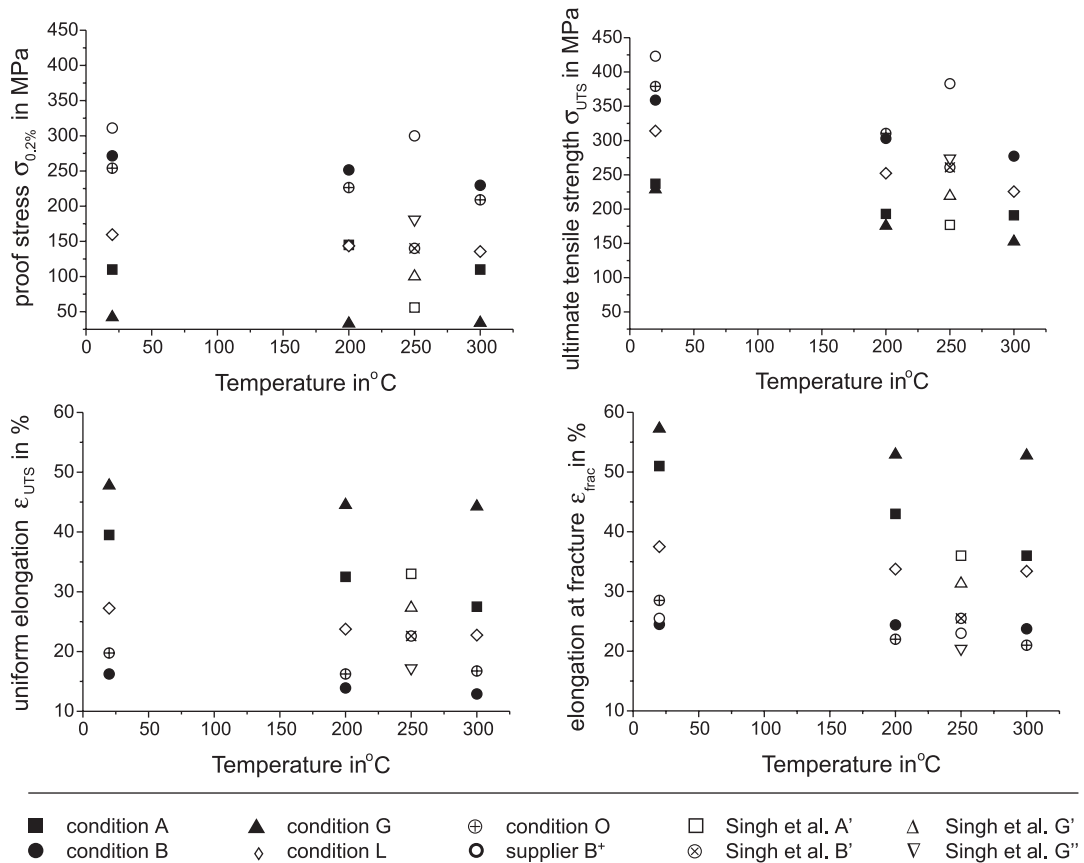 proof stress σ0.2% in MPa
450
400
350
300
250
200
150
100
50
0 50 100 150 200 250 300
Temperature in°C
ultimate tensile strength σUTS in MPa
450
400
350
300
250
200
150
100
50
0 50 100 150 200 250 300
Temperature in°C
uniform elongation εUTS in %
60
50
40
30
20
10
0 50 100 150 200 250 300
Temperature in°C
elongation at fracture εfrac in %
60
50
40
30
20
10
0 50 100 150 200 250 300
Temperature in°C
condition A condition G condition O Singh et al. A' Singh et al. G'
condition B condition L supplier B+ Singh et al. B' Singh et al. G''